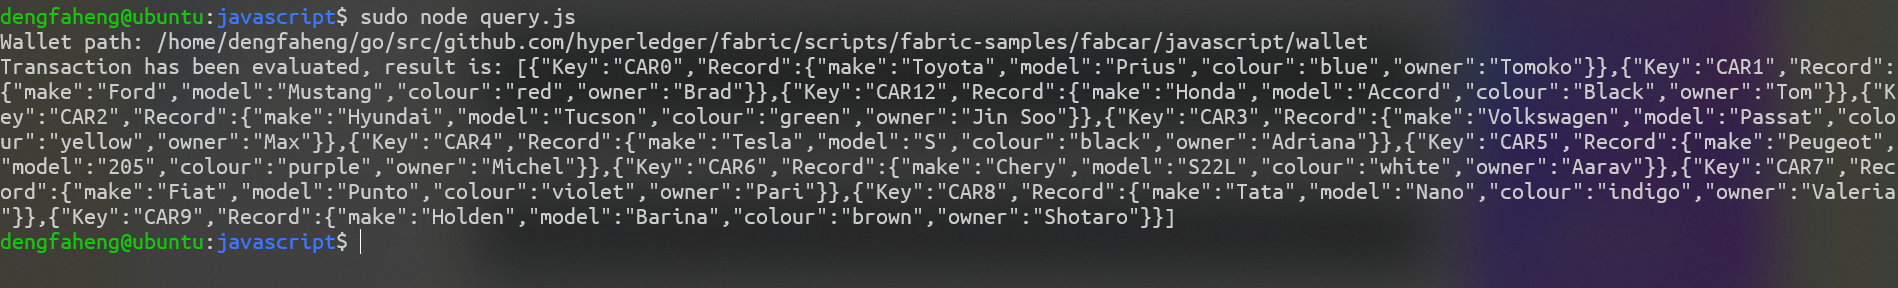 dengfaheng@ubuntu:javascript$ sudo node query.js
Wallet path: /home/dengfaheng/go/src/github.com/hyperledger/fabric/scripts/fabric-samples/fabcar/javascript/wallet
Transaction has been evaluated, result is: [{"Key":"CAR0","Record":{"make":"Toyota","model":"Prius","colour":"blue","owner":"Tomoko"}},{"Key":"CAR1","Record":
{"make":"Ford","model":"Mustang","colour":"red","owner":"Brad"}},{"Key":"CAR12","Record":{"make":"Honda","model":"Accord","colour":"Black","owner":"Tom"}},{"K
ey":"CAR2","Record":{"make":"Hyundai","model":"Tucson","colour":"green","owner":"Jin Soo"}},{"Key":"CAR3","Record":{"make":"Volkswagen","model":"Passat","colo
ur":"yellow","owner":"Max"}},{"Key":"CAR4","Record":{"make":"Tesla","model":"S","colour":"black","owner":"Adriana"}},{"Key":"CAR5","Record":{"make":"Peugeot",
"model":"205","colour":"purple","owner":"Michel"}},{"Key":"CAR6","Record":{"make":"Chery","model":"S22L","colour":"white","owner":"Aarav"}},{"Key":"CAR7","Rec
ord":{"make":"Fiat","model":"Punto","colour":"violet","owner":"Pari"}},{"Key":"CAR8","Record":{"make":"Tata","model":"Nano","colour":"indigo","owner":"Valeria
"}},{"Key":"CAR9","Record":{"make":"Holden","model":"Barina","colour":"brown","owner":"Shotaro"}}]
dengfaheng@ubuntu:javascript$